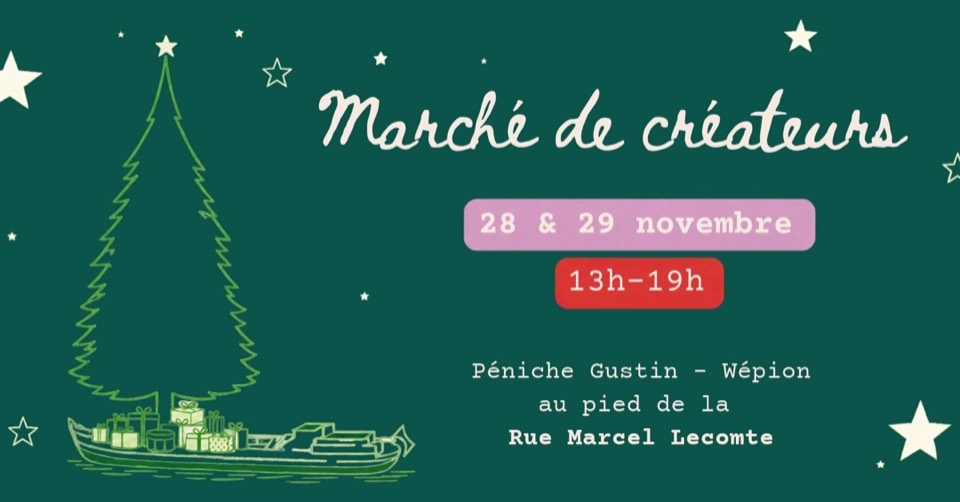 Marché de créateurs
28 & 29 novembre
13h-19h
Péniche Gustin - Wépion
au pied de la
Rue Marcel Lecomte